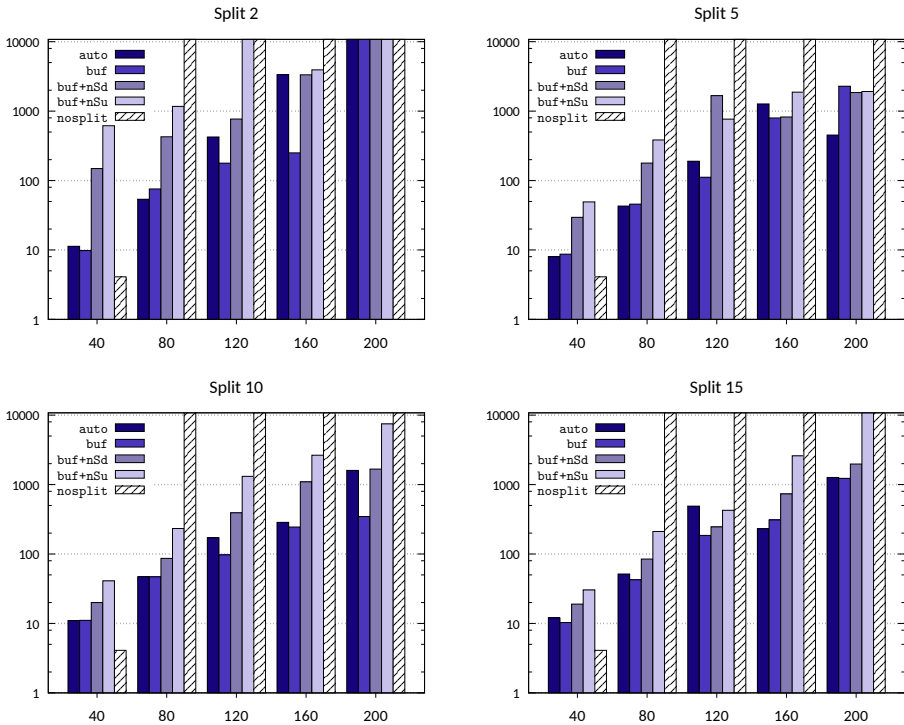 Split 2
10000
1000
100
10
1
auto
buf
buf+nSd
buf+nSu
nosplit
40 80 120 160 200
Split 5
10000
1000
100
10
1
auto
buf
buf+nSd
buf+nSu
nosplit
40 80 120 160 200
Split 10
10000
1000
100
10
1
auto
buf
buf+nSd
buf+nSu
nosplit
40 80 120 160 200
Split 15
10000
1000
100
10
1
auto
buf
buf+nSd
buf+nSu
nosplit
40 80 120 160 200